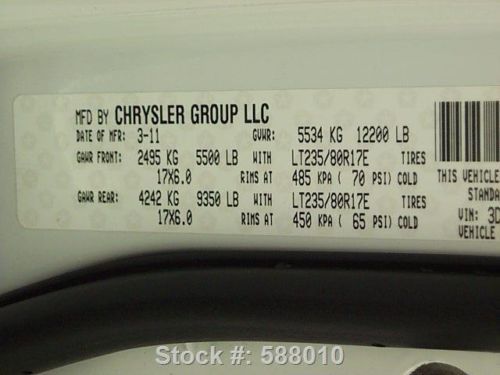 MFD BY CHRYSLER GROUP LLC
DATE OF MFR: 3-11 GVWR: 5534 KG 12200 LB
GAWR FRONT: 2495 KG 5500 LB WITH LT235/80R17E TIRES
17X6.0 RIMS AT 485 KPA ( 70 PSI) COLD
GAWR REAR: 4242 KG 9350 LB WITH LT235/80R17E TIRES
17X6.0 RIMS AT 450 KPA ( 65 PSI) COLD
THIS VEHICLE
STANDA
VIN: 3D
VEHICLE
Stock #: 588010